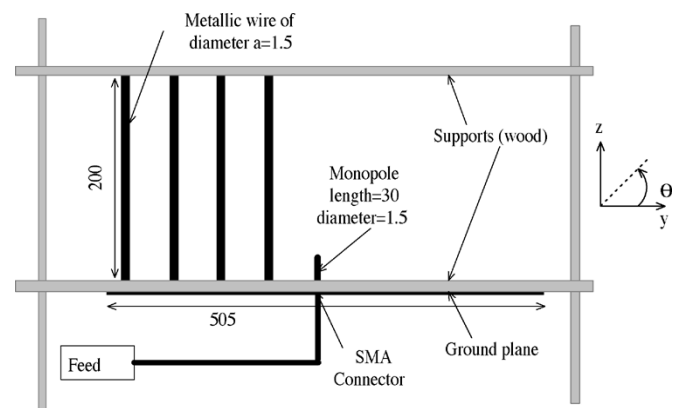 Metallic wire of
diameter a=1.5
200
Supports (wood)
Monopole
length=30
diameter=1.5
z
Θ
y
505
Feed
SMA
Connector
Ground plane